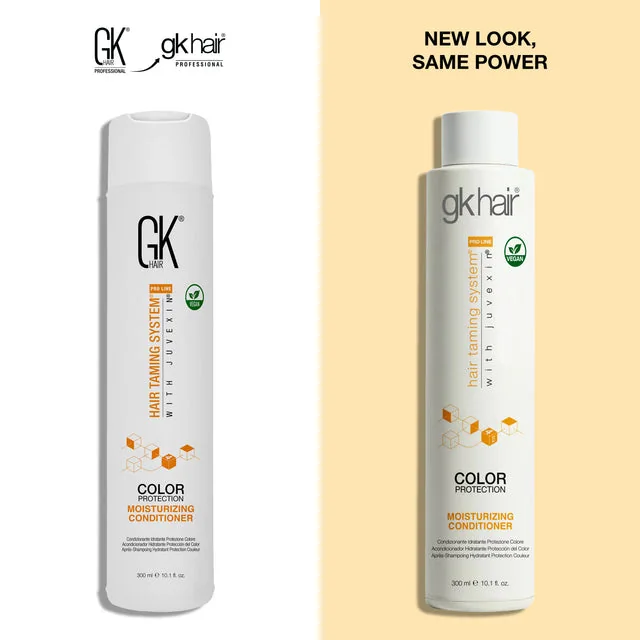 GK®
HAIR
PROFESSIONAL
gkhair®
PROFESSIONAL
NEW LOOK,
SAME POWER
GK®
HAIR
PRO LINE
HAIR TAMING SYSTEM®
WITH JUVEXIN®
VEGAN
COLOR
PROTECTION
MOISTURIZING
CONDITIONER
Condizionante Idratante Protezione Colore
Acondicionador Hidratante Protección del Color
Après-Shampoing Hydratant Protection Couleur
300 ml ℮ 10.1 fl. oz.
gkhair®
PRO LINE
hair taming system®
with juvexin®
VEGAN
COLOR
PROTECTION
MOISTURIZING
CONDITIONER
Condizionante Idratante Protezione Colore
Acondicionador Hidratante Protección del Color
Après-Shampoing Hydratant Protection Couleur
300 ml ℮ 10.1 fl. oz.